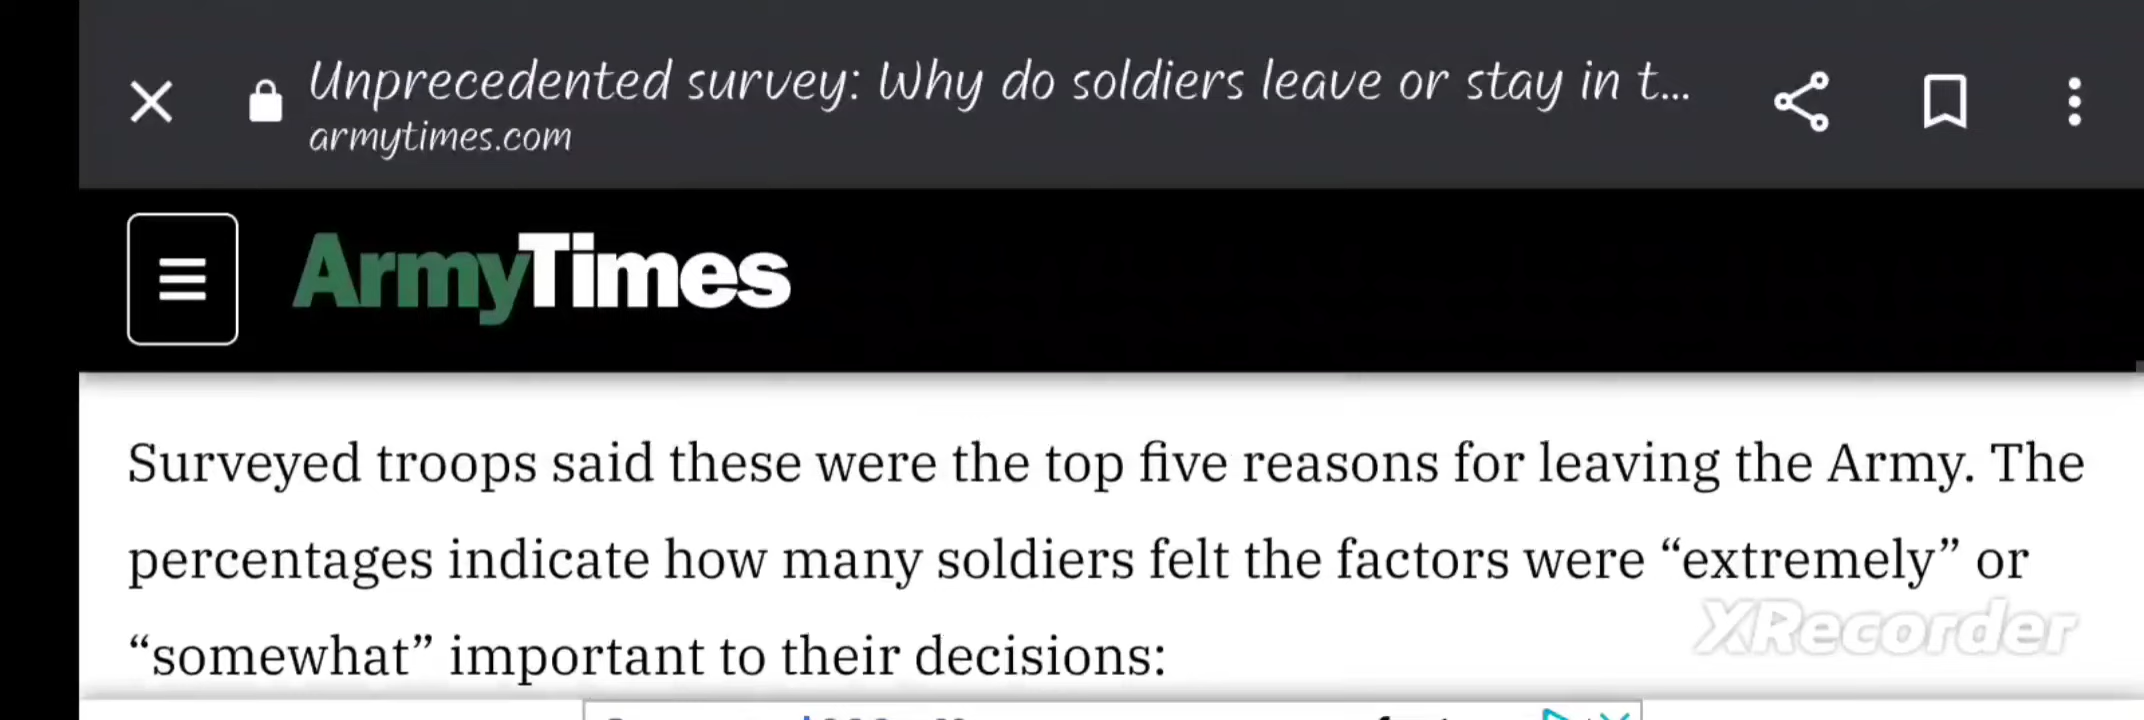 Unprecedented survey: Why do soldiers leave or stay in t...
armytimes.com
ArmyTimes
Surveyed troops said these were the top five reasons for leaving the Army. The
percentages indicate how many soldiers felt the factors were “extremely” or
XRecorder
“somewhat” important to their decisions: